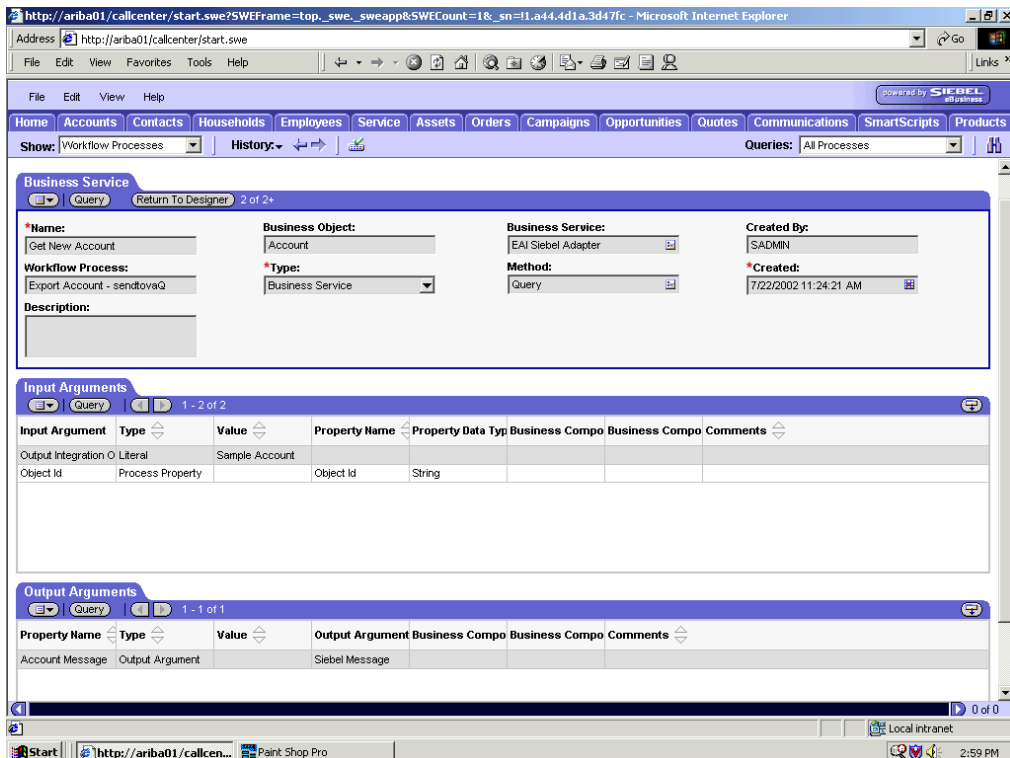 http://ariba01/callcenter/start.swe?SWEFrame=top._swe._sweapp&SWECount=1&_sn=!1.a44.4d1a.3d47fc - Microsoft Internet Explorer
Address http://ariba01/callcenter/start.swe Go
File Edit View Favorites Tools Help Links »
File Edit View Help powered by SIEBEL eBusiness
Home Accounts Contacts Households Employees Service Assets Orders Campaigns Opportunities Quotes Communications SmartScripts Products
Show: Workflow Processes History: Queries: All Processes
Business Service
Query Return To Designer 2 of 2+
*Name: Business Object: Business Service: Created By:
Get New Account Account EAI Siebel Adapter SADMIN
Workflow Process: *Type: Method: *Created:
Export Account - sendtovaQ Business Service Query 7/22/2002 11:24:21 AM
Description:
Input Arguments
Query 1 - 2 of 2
Input Argument Type Value Property Name Property Data Typ Business Compo Business Compo Comments
Output Integration O Literal Sample Account
Object Id Process Property Object Id String
Output Arguments
Query 1 - 1 of 1
Property Name Type Value Output Argument Business Compo Business Compo Comments
Account Message Output Argument Siebel Message
0 of 0
Local intranet
Start http://ariba01/callcen... Paint Shop Pro 2:59 PM